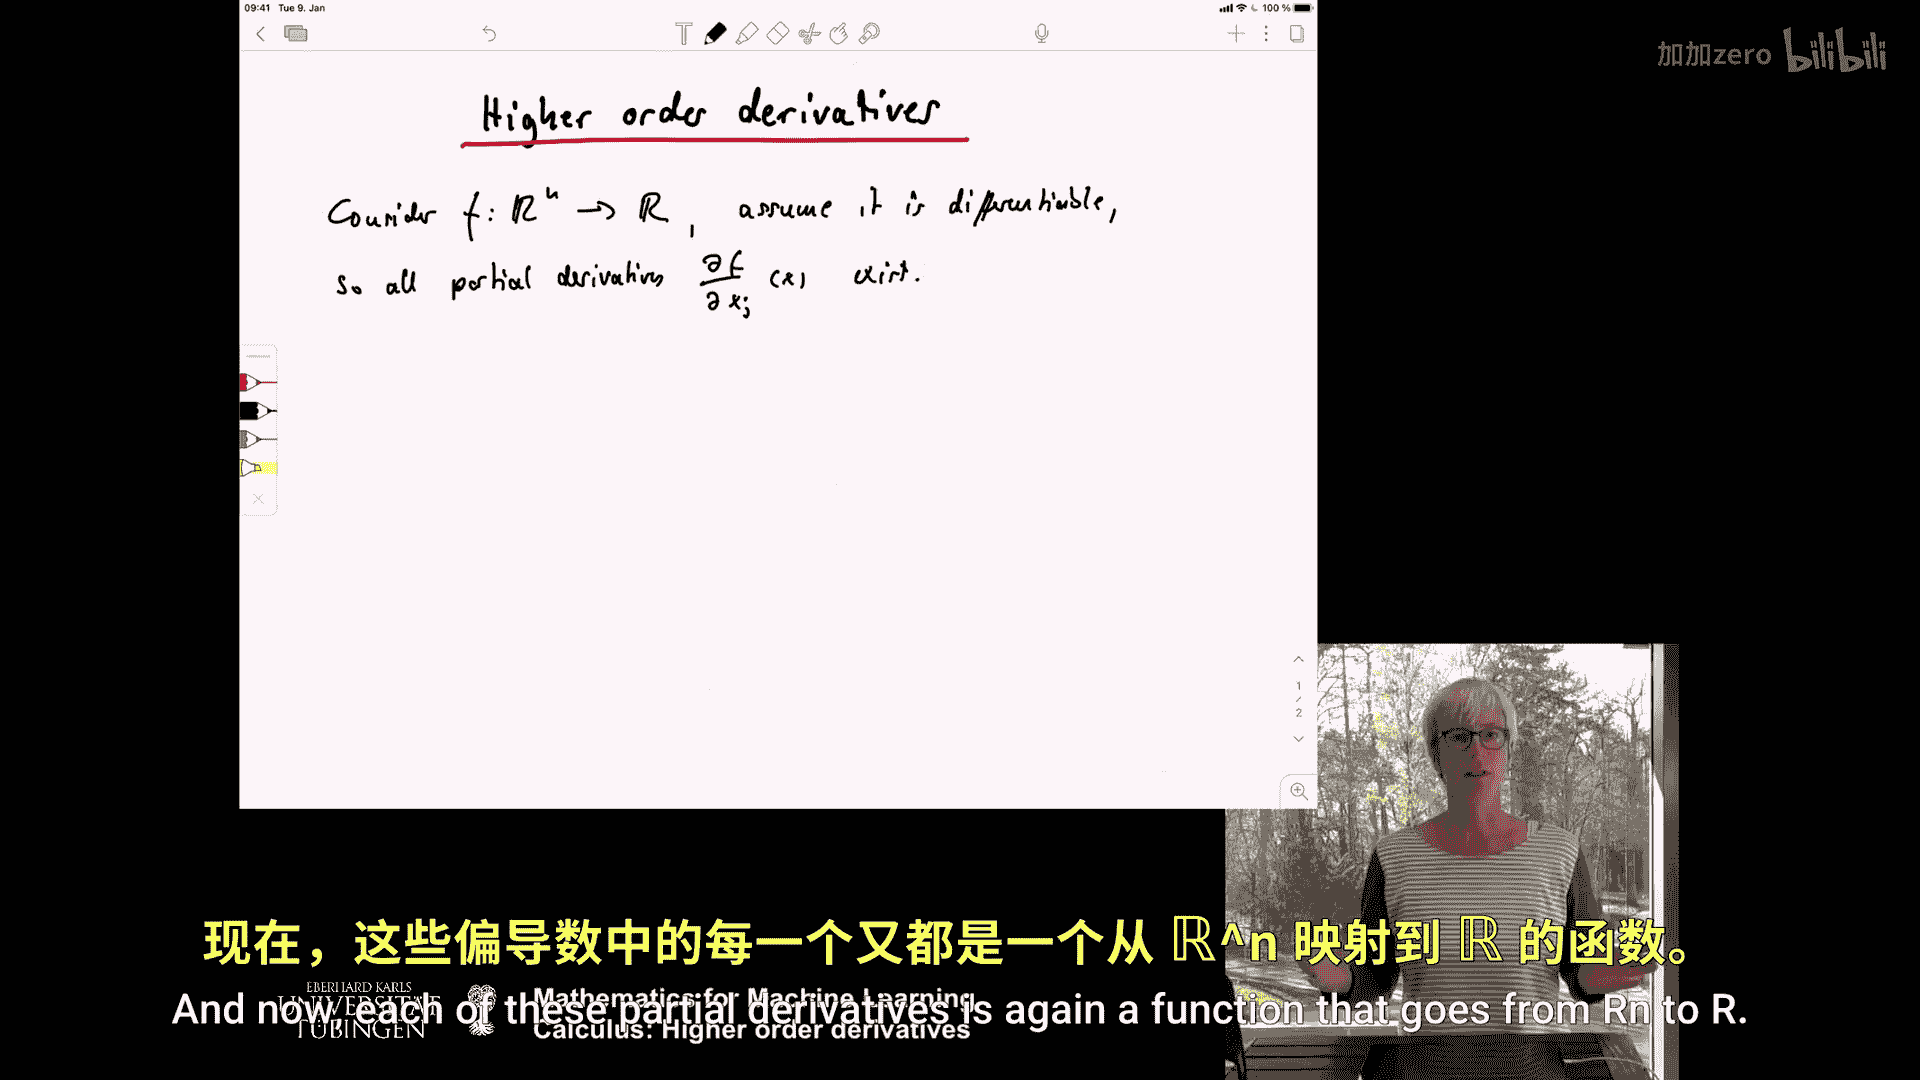 09:41 Tue 9. Jan
100 %
加加zero bilibili
Higher order derivatives
Consider f: ℝⁿ → ℝ, assume it is differentiable,
so all partial derivatives ∂f/∂xⱼ (x) exist.
1
/
2
现在，这些偏导数中的每一个又都是一个从 ℝ^n 映射到 ℝ 的函数。
And now, each of these partial derivatives is again a function that goes from Rn to R.
EBERHARD KARLS
UNIVERSITÄT
TÜBINGEN
Mathematics for Machine Learning
Calculus: Higher order derivatives